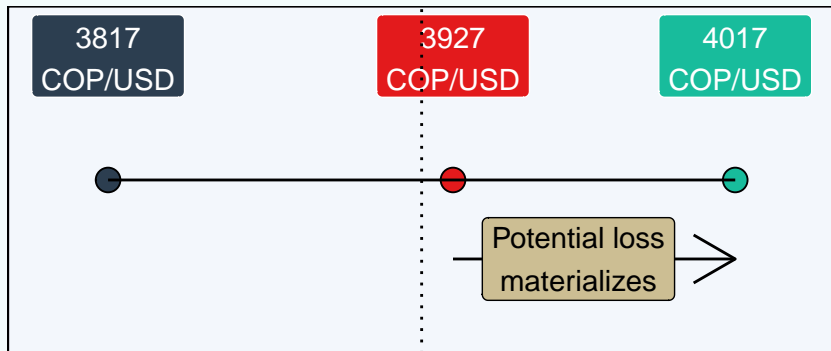 3817
COP/USD
3927
COP/USD
4017
COP/USD
Potential loss
materializes